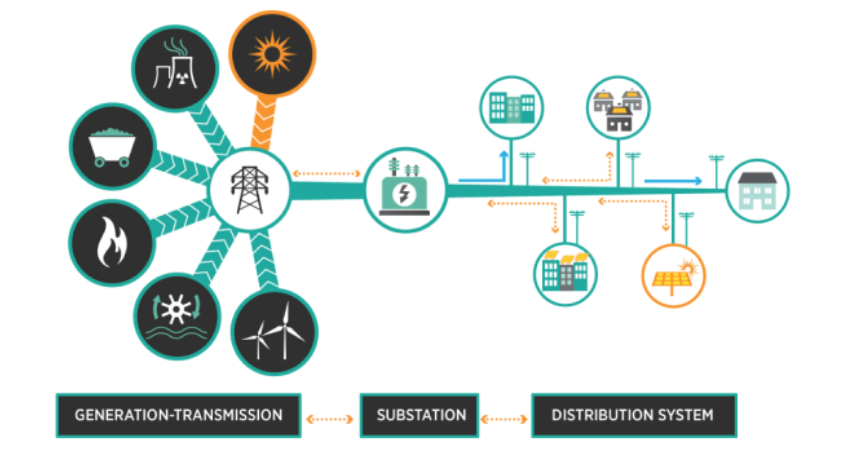 GENERATION-TRANSMISSION
SUBSTATION
DISTRIBUTION SYSTEM